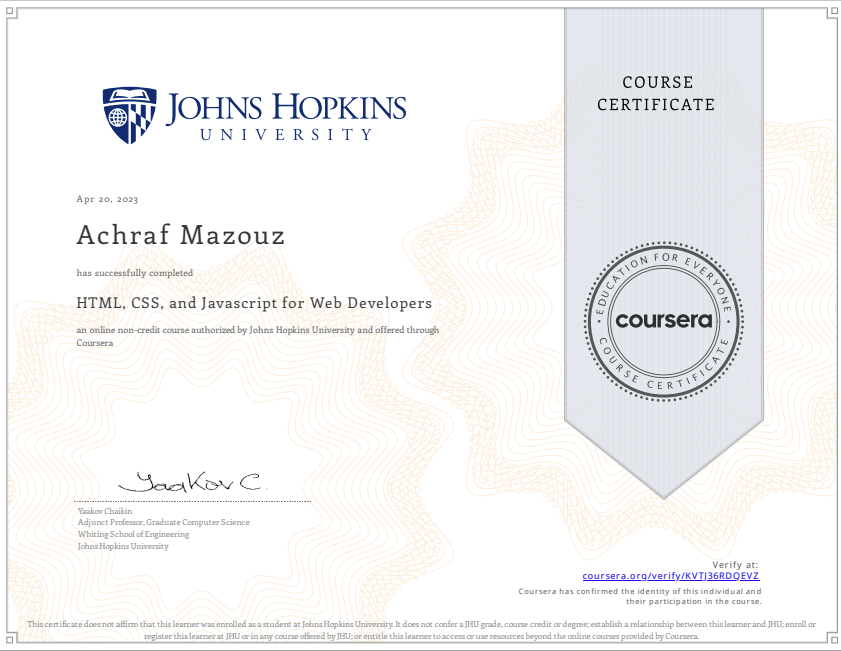 JOHNS HOPKINS
UNIVERSITY
COURSE
CERTIFICATE
Apr 20, 2023
Achraf Mazouz
has successfully completed
HTML, CSS, and Javascript for Web Developers
an online non-credit course authorized by Johns Hopkins University and offered through
Coursera
EDUCATION FOR EVERYONE
coursera
COURSE CERTIFICATE
Yaakov C.
Yaakov Chaikin
Adjunct Professor, Graduate Computer Science
Whiting School of Engineering
Johns Hopkins University
Verify at:
coursera.org/verify/KVTJ36RDQEVZ
Coursera has confirmed the identity of this individual and
their participation in the course.
This certificate does not affirm that this learner was enrolled as a student at Johns Hopkins University. It does not confer a JHU grade, course credit or degree; establish a relationship between this learner and JHU; enroll or
register this learner at JHU or in any course offered by JHU; or entitle this learner to access or use resources beyond the online courses provided by Coursera.